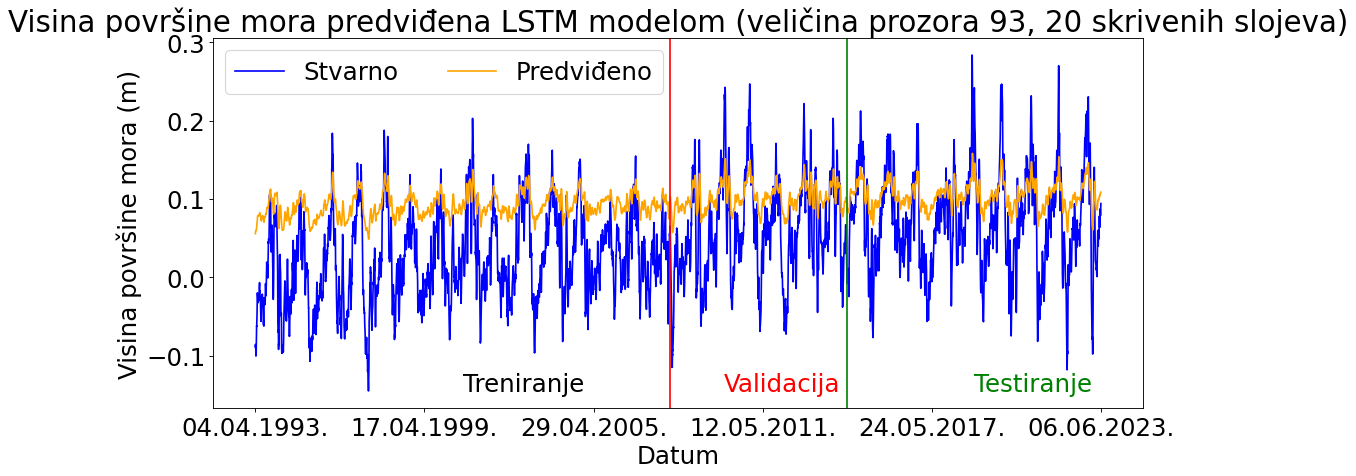 Visina površine mora predviđena LSTM modelom (veličina prozora 93, 20 skrivenih slojeva)
Stvarno
Predviđeno
Visina površine mora (m)
0.3
0.2
0.1
0.0
−0.1
Treniranje
Validacija
Testiranje
04.04.1993.
17.04.1999.
29.04.2005.
12.05.2011.
24.05.2017.
06.06.2023.
Datum